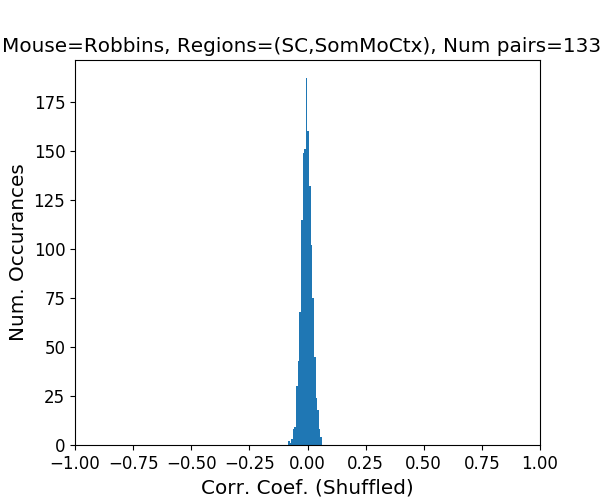 Mouse=Robbins, Regions=(SC,SomMoCtx), Num pairs=133
175
150
125
100
75
50
25
0
Num. Occurances
−1.00 −0.75 −0.50 −0.25 0.00 0.25 0.50 0.75 1.00
Corr. Coef. (Shuffled)